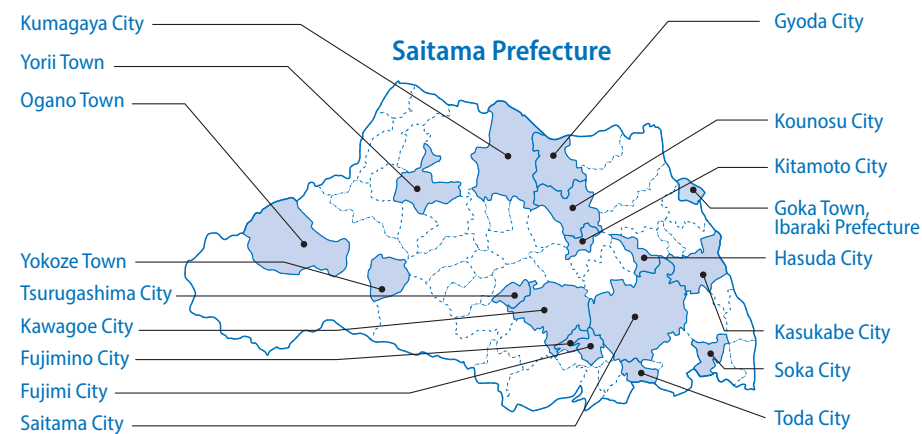 Saitama Prefecture
Kumagaya City
Yorii Town
Ogano Town
Yokoze Town
Tsurugashima City
Kawagoe City
Fujimino City
Fujimi City
Saitama City
Gyoda City
Kounosu City
Kitamoto City
Goka Town,
Ibaraki Prefecture
Hasuda City
Kasukabe City
Soka City
Toda City